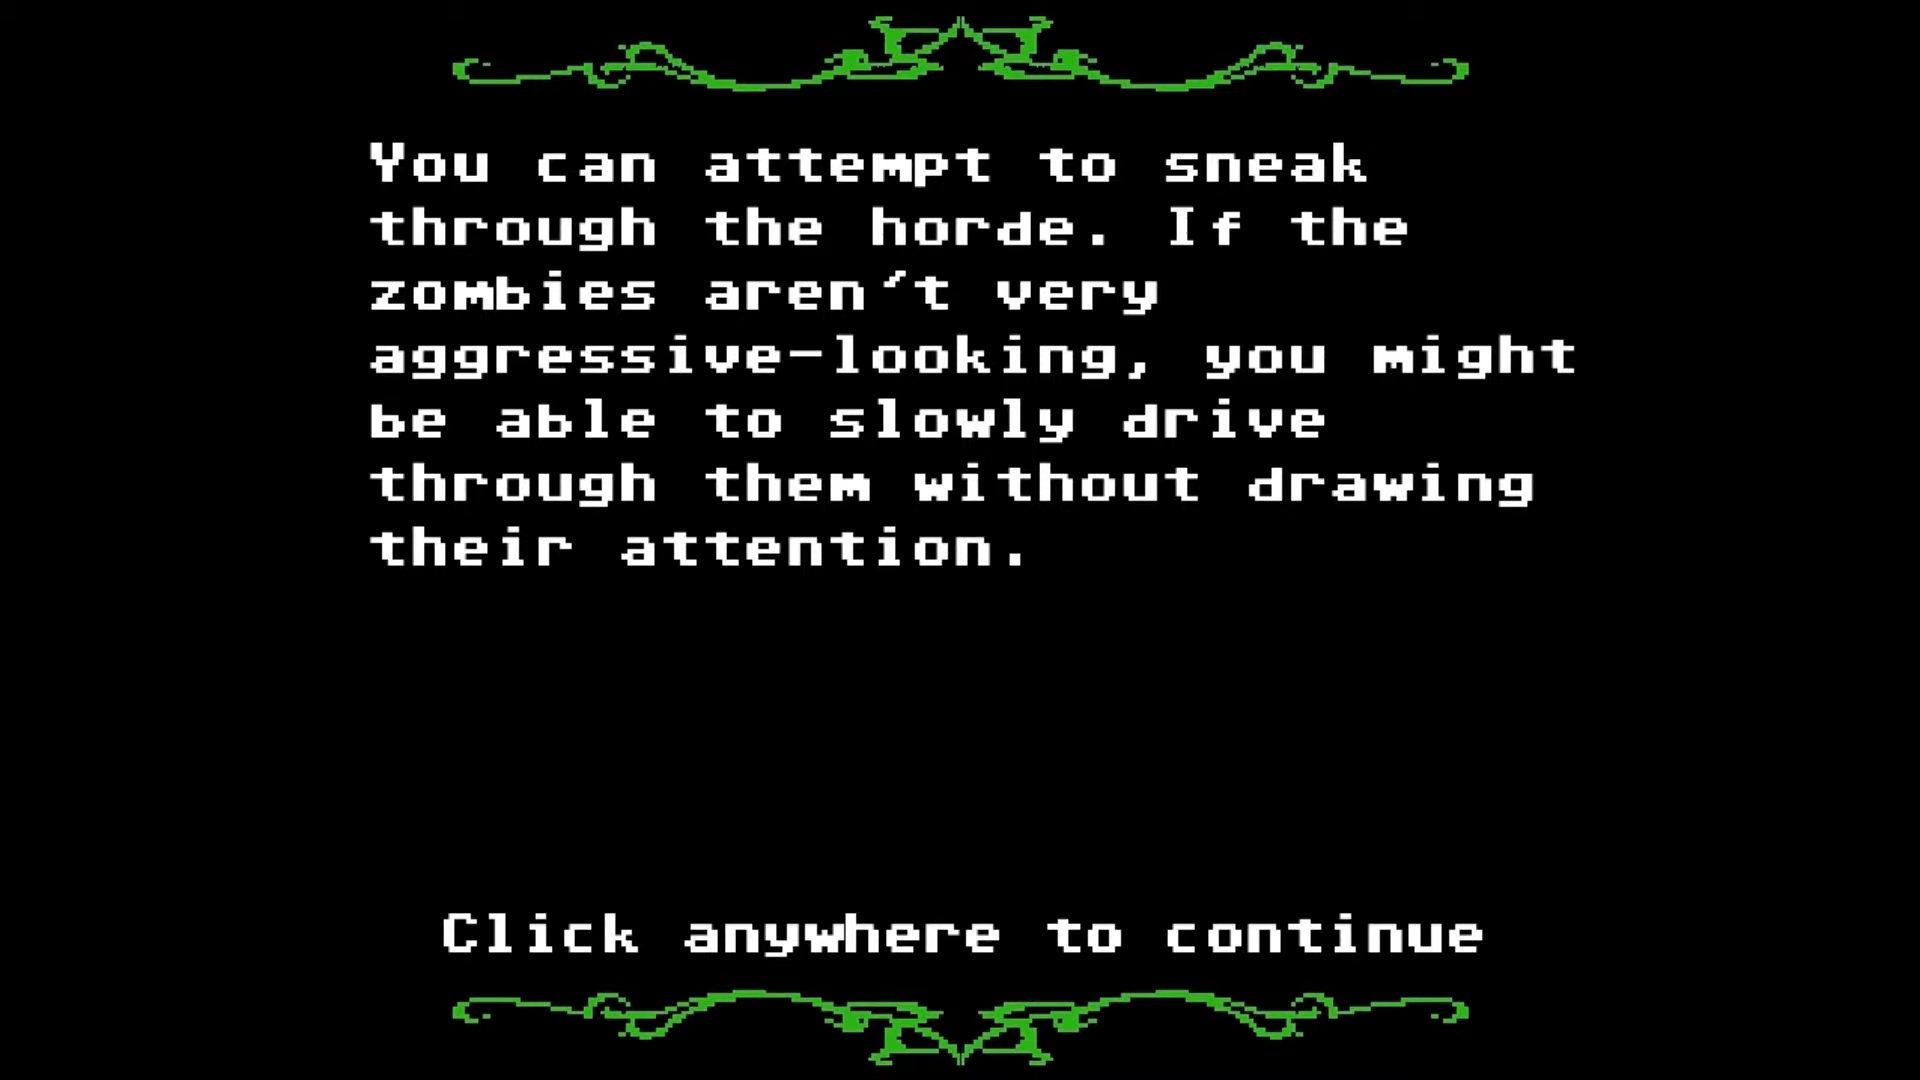 You can attempt to sneak
through the horde. If the
zombies aren't very
aggressive-looking, you might
be able to slowly drive
through them without drawing
their attention.
Click anywhere to continue